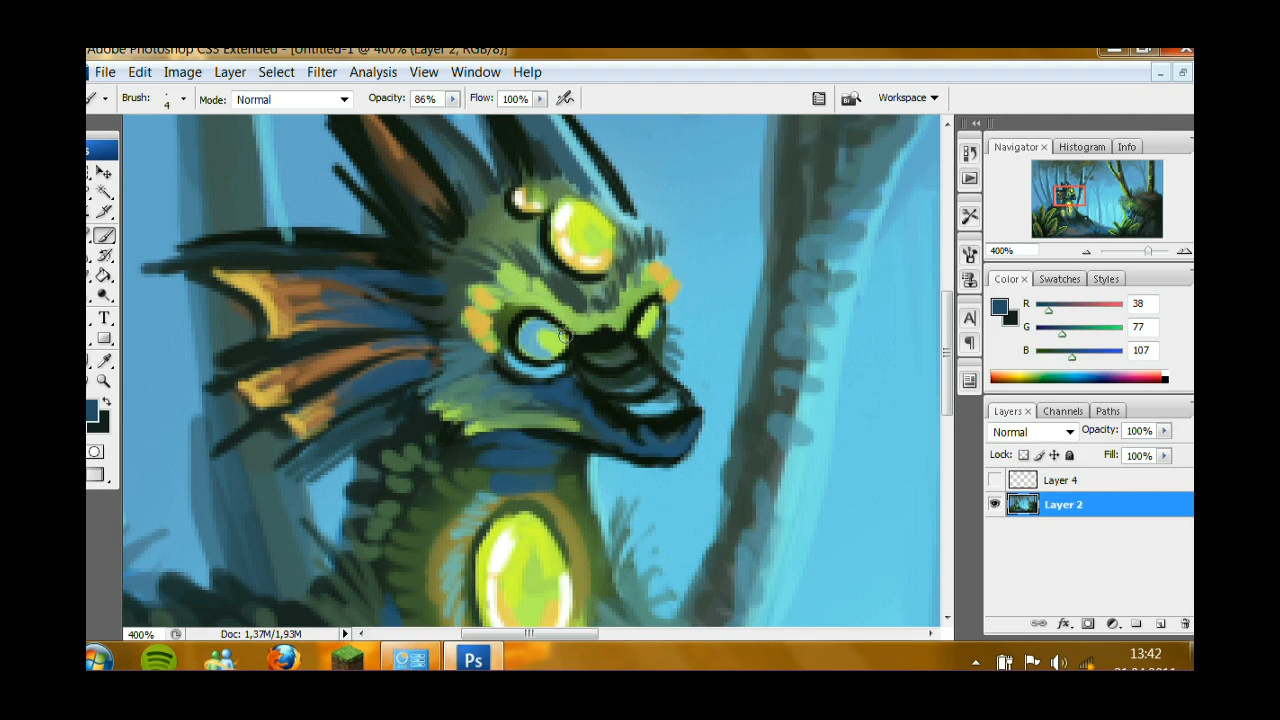 Adobe Photoshop CS3 Extended - [Untitled-1 @ 400% (Layer 2, RGB/8)]
File Edit Image Layer Select Filter Analysis View Window Help
Brush: 4 Mode: Normal Opacity: 86% Flow: 100% Workspace
Navigator Histogram Info
400%
Color Swatches Styles
R 38
G 77
B 107
Layers Channels Paths
Normal Opacity: 100%
Lock: Fill: 100%
Layer 4
Layer 2
400% Doc: 1,37M/1,93M
Ps
13:42